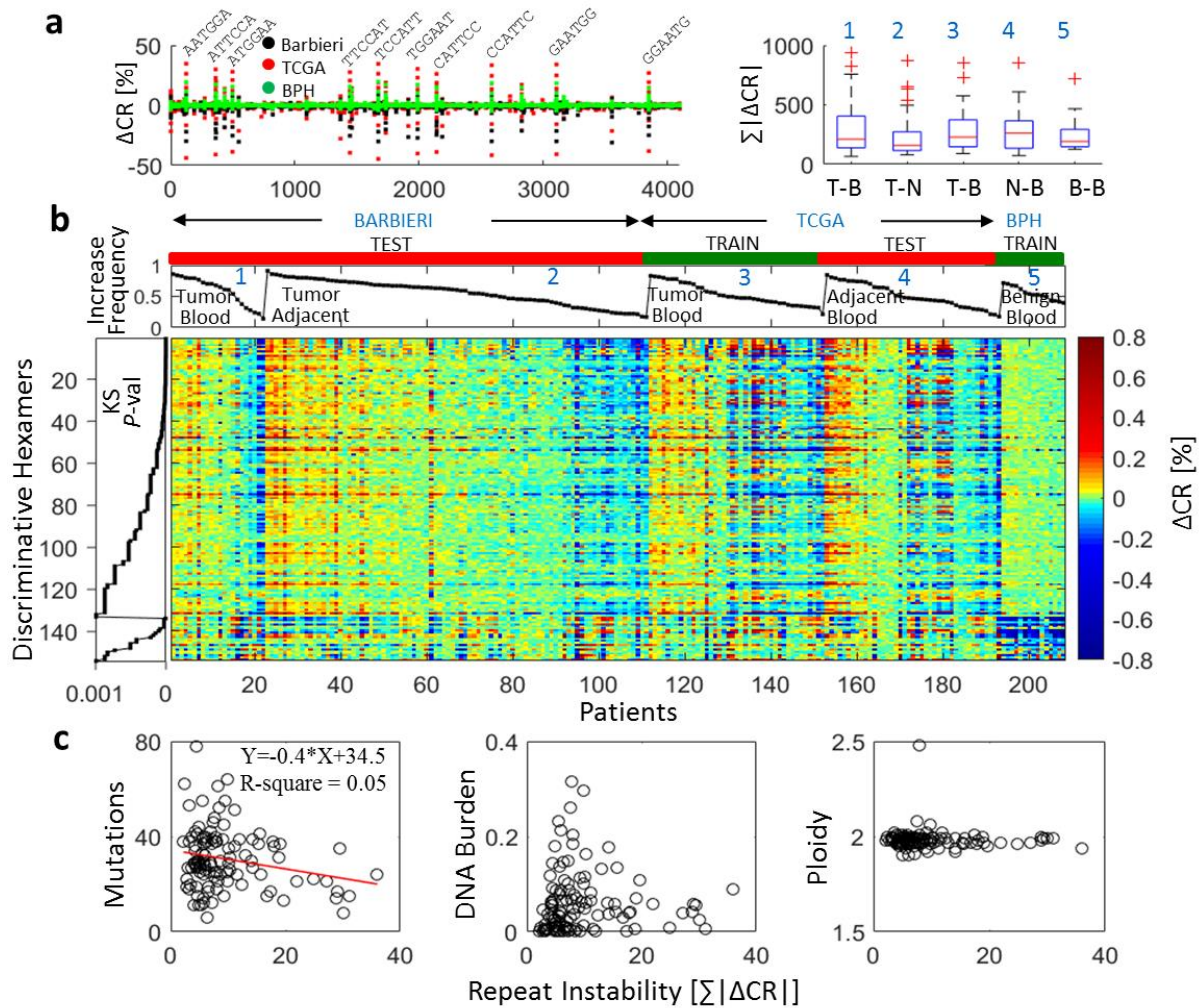 a
AATGGA
ATTCCA
ATGGAA
TTCCAT
TCCATT
TGGAAT
CATTCC
CCATTC
GAATGG
GGAATG
Barbieri
TCGA
BPH
ΔCR [%]
50
0
-50
0 1000 2000 3000 4000
1 2 3 4 5
∑|ΔCR|
1000
500
0
T-B T-N T-B N-B B-B
b
BARBIERI TCGA BPH
TEST TRAIN TEST TRAIN
Increase
Frequency
1
0.5
0
1 2 3 4 5
Tumor
Blood
Tumor
Adjacent
Tumor
Blood
Adjacent
Blood
Benign
Blood
Discriminative Hexamers
KS
P-val
20
40
60
80
100
120
140
0.001 0
20 40 60 80 100 120 140 160 180 200
Patients
0.8
0.6
0.4
0.2
0
-0.2
-0.4
-0.6
-0.8
ΔCR [%]
c
Mutations
80
40
0
0 20 40
Y=-0.4*X+34.5
R-square = 0.05
DNA Burden
0.4
0.2
0
0 20 40
Ploidy
2.5
2
1.5
0 20 40
Repeat Instability [∑|ΔCR|]